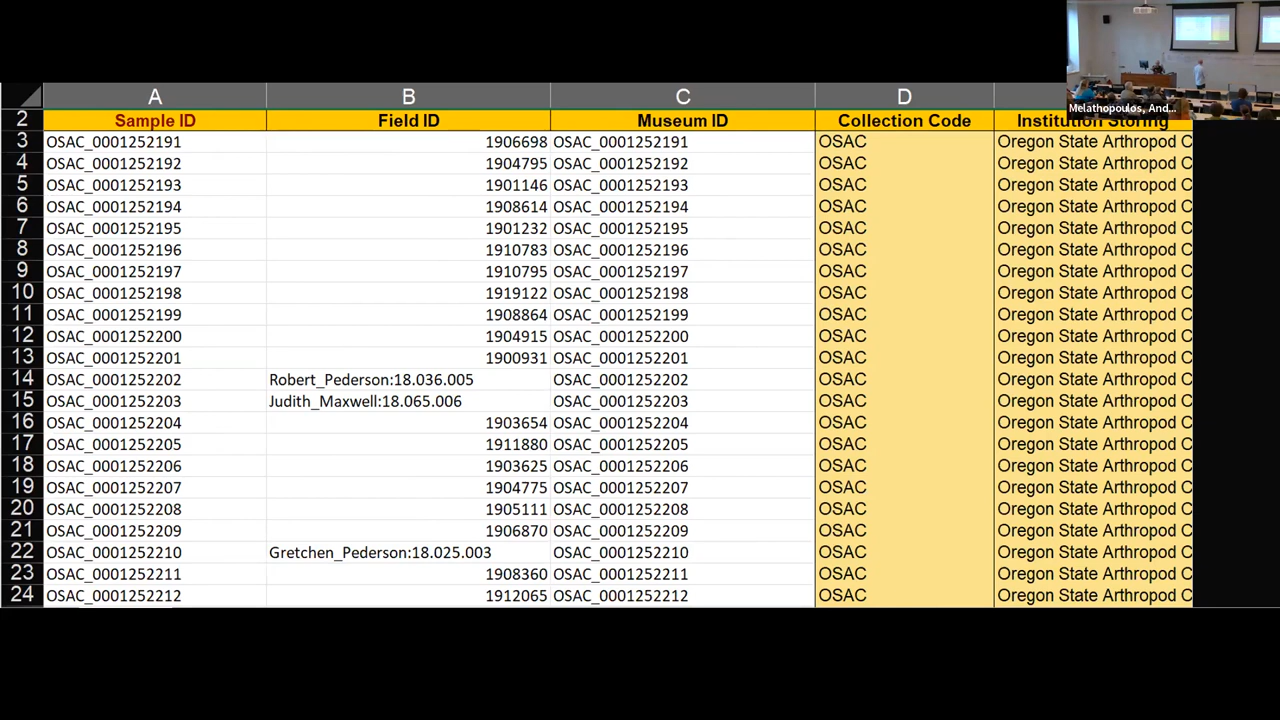 A B C D
2 Sample ID Field ID Museum ID Collection Code Institution Storing
3 OSAC_0001252191 1906698 OSAC_0001252191 OSAC Oregon State Arthropod C
4 OSAC_0001252192 1904795 OSAC_0001252192 OSAC Oregon State Arthropod C
5 OSAC_0001252193 1901146 OSAC_0001252193 OSAC Oregon State Arthropod C
6 OSAC_0001252194 1908614 OSAC_0001252194 OSAC Oregon State Arthropod C
7 OSAC_0001252195 1901232 OSAC_0001252195 OSAC Oregon State Arthropod C
8 OSAC_0001252196 1910783 OSAC_0001252196 OSAC Oregon State Arthropod C
9 OSAC_0001252197 1910795 OSAC_0001252197 OSAC Oregon State Arthropod C
10 OSAC_0001252198 1919122 OSAC_0001252198 OSAC Oregon State Arthropod C
11 OSAC_0001252199 1908864 OSAC_0001252199 OSAC Oregon State Arthropod C
12 OSAC_0001252200 1904915 OSAC_0001252200 OSAC Oregon State Arthropod C
13 OSAC_0001252201 1900931 OSAC_0001252201 OSAC Oregon State Arthropod C
14 OSAC_0001252202 Robert_Pederson:18.036.005 OSAC_0001252202 OSAC Oregon State Arthropod C
15 OSAC_0001252203 Judith_Maxwell:18.065.006 OSAC_0001252203 OSAC Oregon State Arthropod C
16 OSAC_0001252204 1903654 OSAC_0001252204 OSAC Oregon State Arthropod C
17 OSAC_0001252205 1911880 OSAC_0001252205 OSAC Oregon State Arthropod C
18 OSAC_0001252206 1903625 OSAC_0001252206 OSAC Oregon State Arthropod C
19 OSAC_0001252207 1904775 OSAC_0001252207 OSAC Oregon State Arthropod C
20 OSAC_0001252208 1905111 OSAC_0001252208 OSAC Oregon State Arthropod C
21 OSAC_0001252209 1906870 OSAC_0001252209 OSAC Oregon State Arthropod C
22 OSAC_0001252210 Gretchen_Pederson:18.025.003 OSAC_0001252210 OSAC Oregon State Arthropod C
23 OSAC_0001252211 1908360 OSAC_0001252211 OSAC Oregon State Arthropod C
24 OSAC_0001252212 1912065 OSAC_0001252212 OSAC Oregon State Arthropod C
Melathopoulos, And...